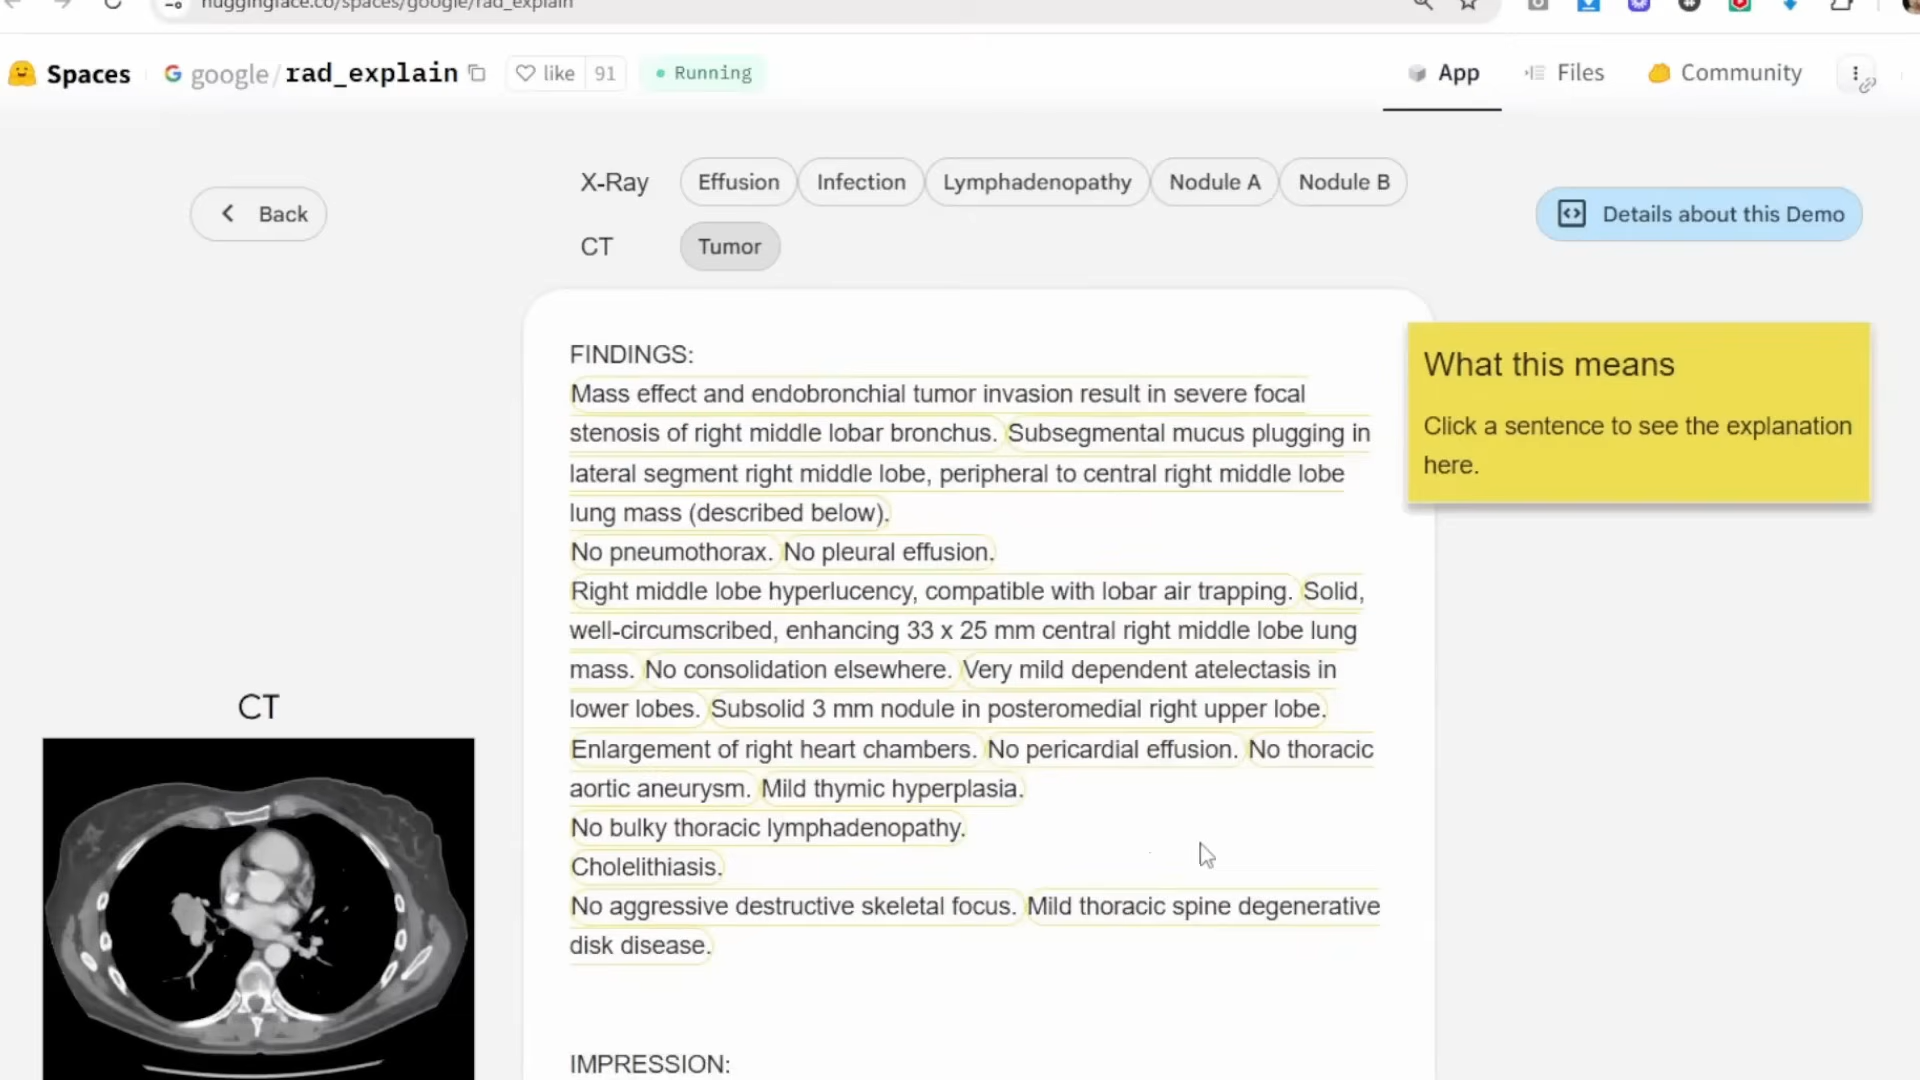 huggingface.co/spaces/google/rad_explain
Spaces google/rad_explain like 91 Running App Files Community
X-Ray Effusion Infection Lymphadenopathy Nodule A Nodule B
Back Details about this Demo
CT Tumor
FINDINGS:
Mass effect and endobronchial tumor invasion result in severe focal
stenosis of right middle lobar bronchus. Subsegmental mucus plugging in
lateral segment right middle lobe, peripheral to central right middle lobe
lung mass (described below).
No pneumothorax. No pleural effusion.
Right middle lobe hyperlucency, compatible with lobar air trapping. Solid,
well-circumscribed, enhancing 33 x 25 mm central right middle lobe lung
mass. No consolidation elsewhere. Very mild dependent atelectasis in
lower lobes. Subsolid 3 mm nodule in posteromedial right upper lobe.
Enlargement of right heart chambers. No pericardial effusion. No thoracic
aortic aneurysm. Mild thymic hyperplasia.
No bulky thoracic lymphadenopathy.
Cholelithiasis.
No aggressive destructive skeletal focus. Mild thoracic spine degenerative
disk disease.
IMPRESSION:
What this means
Click a sentence to see the explanation
here.
CT